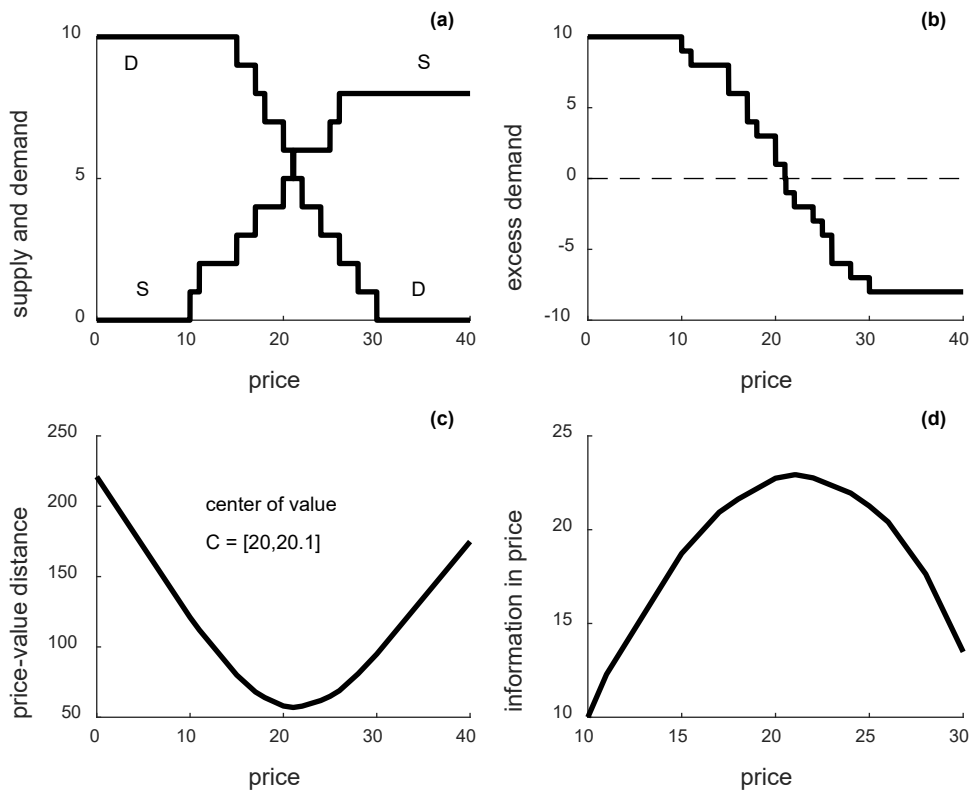 (a)
supply and demand
10
5
0
D
S
S
D
0 10 20 30 40
price
(b)
excess demand
10
5
0
-5
-10
0 10 20 30 40
price
(c)
price-value distance
250
200
150
100
50
center of value
C = [20,20.1]
0 10 20 30 40
price
(d)
information in price
25
20
15
10
10 15 20 25 30
price